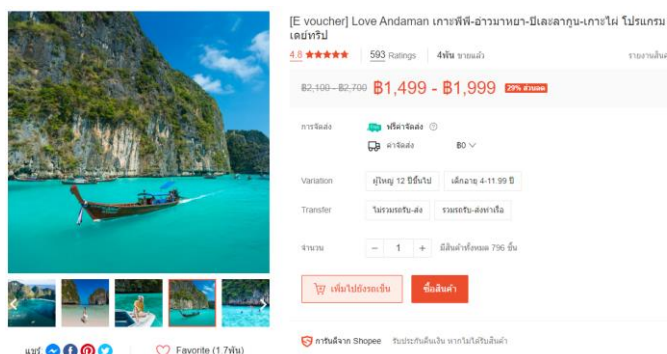 [E voucher] Love Andaman เกาะพีพี-อ่าวมาหยา-ปิเละลากูน-เกาะไผ่ โปรแกรม
เดย์ทริป
4.8 ★★★★★ 593 Ratings 4พัน ขายแล้ว รายงานสินค้
฿2,100 - ฿2,700 ฿1,499 - ฿1,999 29% ส่วนลด
การจัดส่ง ฟรีค่าจัดส่ง
ค่าจัดส่ง ฿0
Variation ผู้ใหญ่ 12 ปีขึ้นไป เด็กอายุ 4-11.99 ปี
Transfer ไม่รวมรถรับ-ส่ง รวมรถรับ-ส่งท่าเรือ
จำนวน − 1 + มีสินค้าทั้งหมด 796 ชิ้น
เพิ่มไปยังรถเข็น ซื้อสินค้า
แชร์ Favorite (1.7พัน)
การันตีจาก Shopee รับประกันคืนเงิน หากไม่ได้รับสินค้า